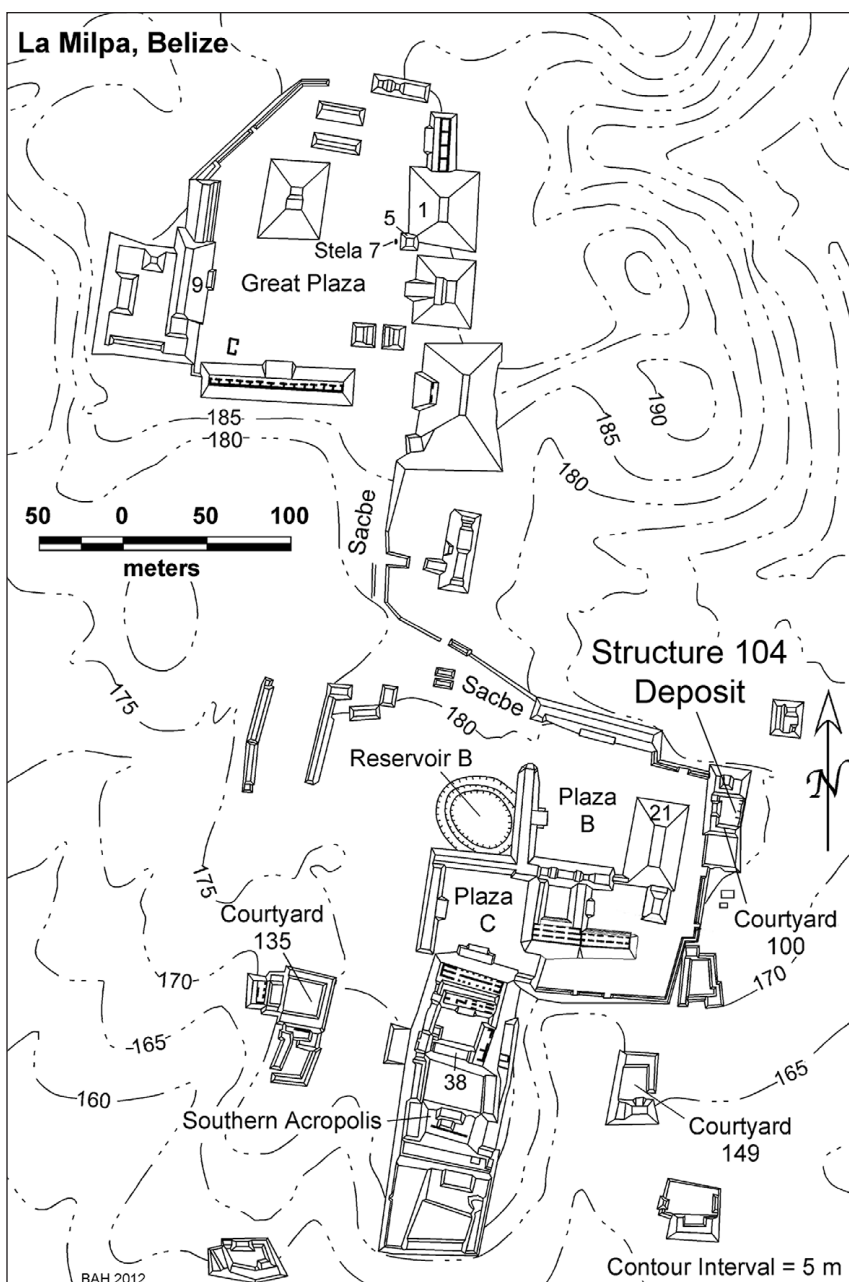 La Milpa, Belize
1
5
Stela 7
9
Great Plaza
190
185
185
180
180
50 0 50 100
meters
Sacbe
Structure 104
Deposit
175
Sacbe
180
N
Reservoir B
Plaza
B
21
175
Plaza
C
Courtyard
135
Courtyard
100
170
170
165
38
165
160
Southern Acropolis
Courtyard
149
BAH 2012
Contour Interval = 5 m